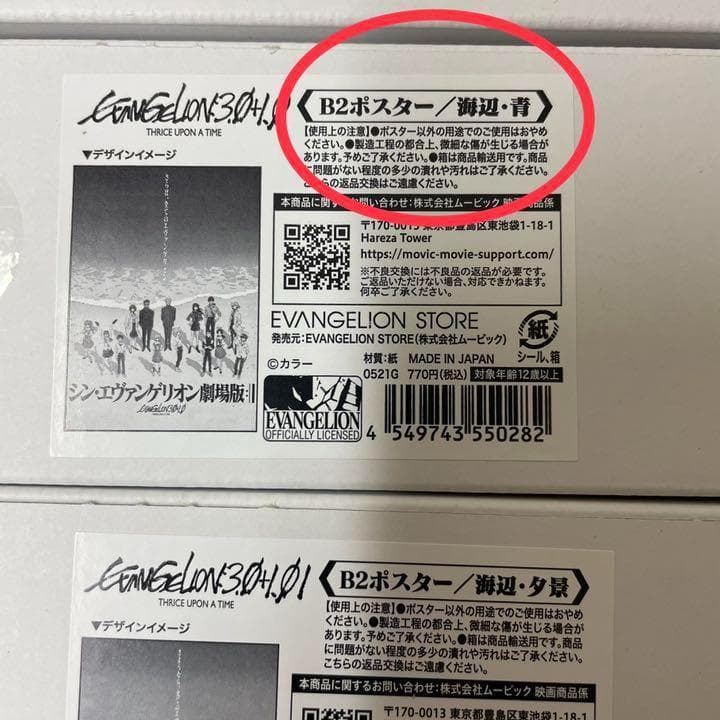 EVANGELION:3.0+1.0
THRICE UPON A TIME
B2ポスター/海辺・青
【使用上の注意】●ポスター以外の用途でのご使用はおやめ
ください。●製造工程の都合上、微細な傷が生じる場合が
あります。予めご了承ください。●箱は商品輸送用です。商品
に問題がない程度の多少の潰れや汚れはご了承ください。
こちらの返品交換はご遠慮ください。
▼デザインイメージ
さらば、全てのエヴァンゲリオン。
シン・エヴァンゲリオン劇場版:||
EVANGELION:3.0+1.0
本商品に関するお問い合わせ:株式会社ムービック 映画商品係
〒170-0013 東京都豊島区東池袋1-18-1
Hareza Tower
https://movic-movie-support.com/
※不良交換には不良品の返品が必要です。
ご返品いただけない場合、対応できかねます。
何卒ご了承ください。
EVANGELION STORE
発売元:EVANGELION STORE(株式会社ムービック)
紙
シール、箱
©カラー
材質:紙 MADE IN JAPAN
0521G 770円(税込) 対象年齢12歳以上
EVANGELION
OFFICIALLY LICENSED
4 549743 550282
EVANGELION:3.0+1.01
THRICE UPON A TIME
B2ポスター/海辺・夕景
【使用上の注意】●ポスター以外の用途でのご使用はおやめ
ください。●製造工程の都合上、微細な傷が生じる場合が
あります。予めご了承ください。●箱は商品輸送用です。商品
に問題がない程度の多少の潰れや汚れはご了承ください。
こちらの返品交換はご遠慮ください。
▼デザインイメージ
本商品に関するお問い合わせ:株式会社ムービック 映画商品係
〒170-0013 東京都豊島区東池袋1-18-1